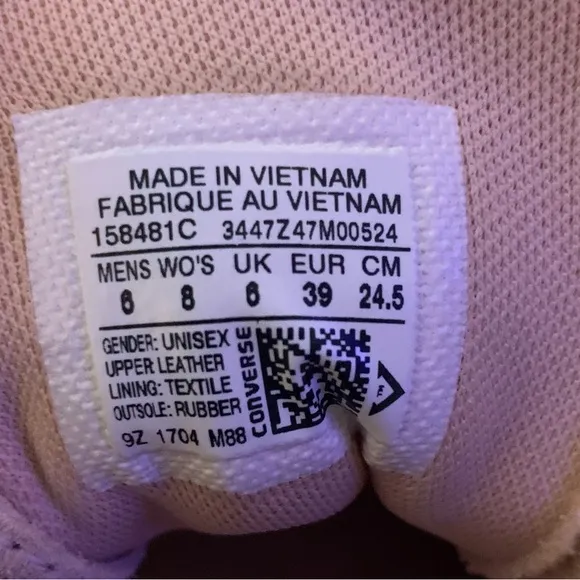 MADE IN VIETNAM
FABRIQUE AU VIETNAM
158481C 3447Z47M00524
MENS WO'S UK EUR CM
6 8 6 39 24.5
GENDER: UNISEX
UPPER LEATHER
LINING: TEXTILE
OUTSOLE: RUBBER
9Z 1704 M88
CONVERSE